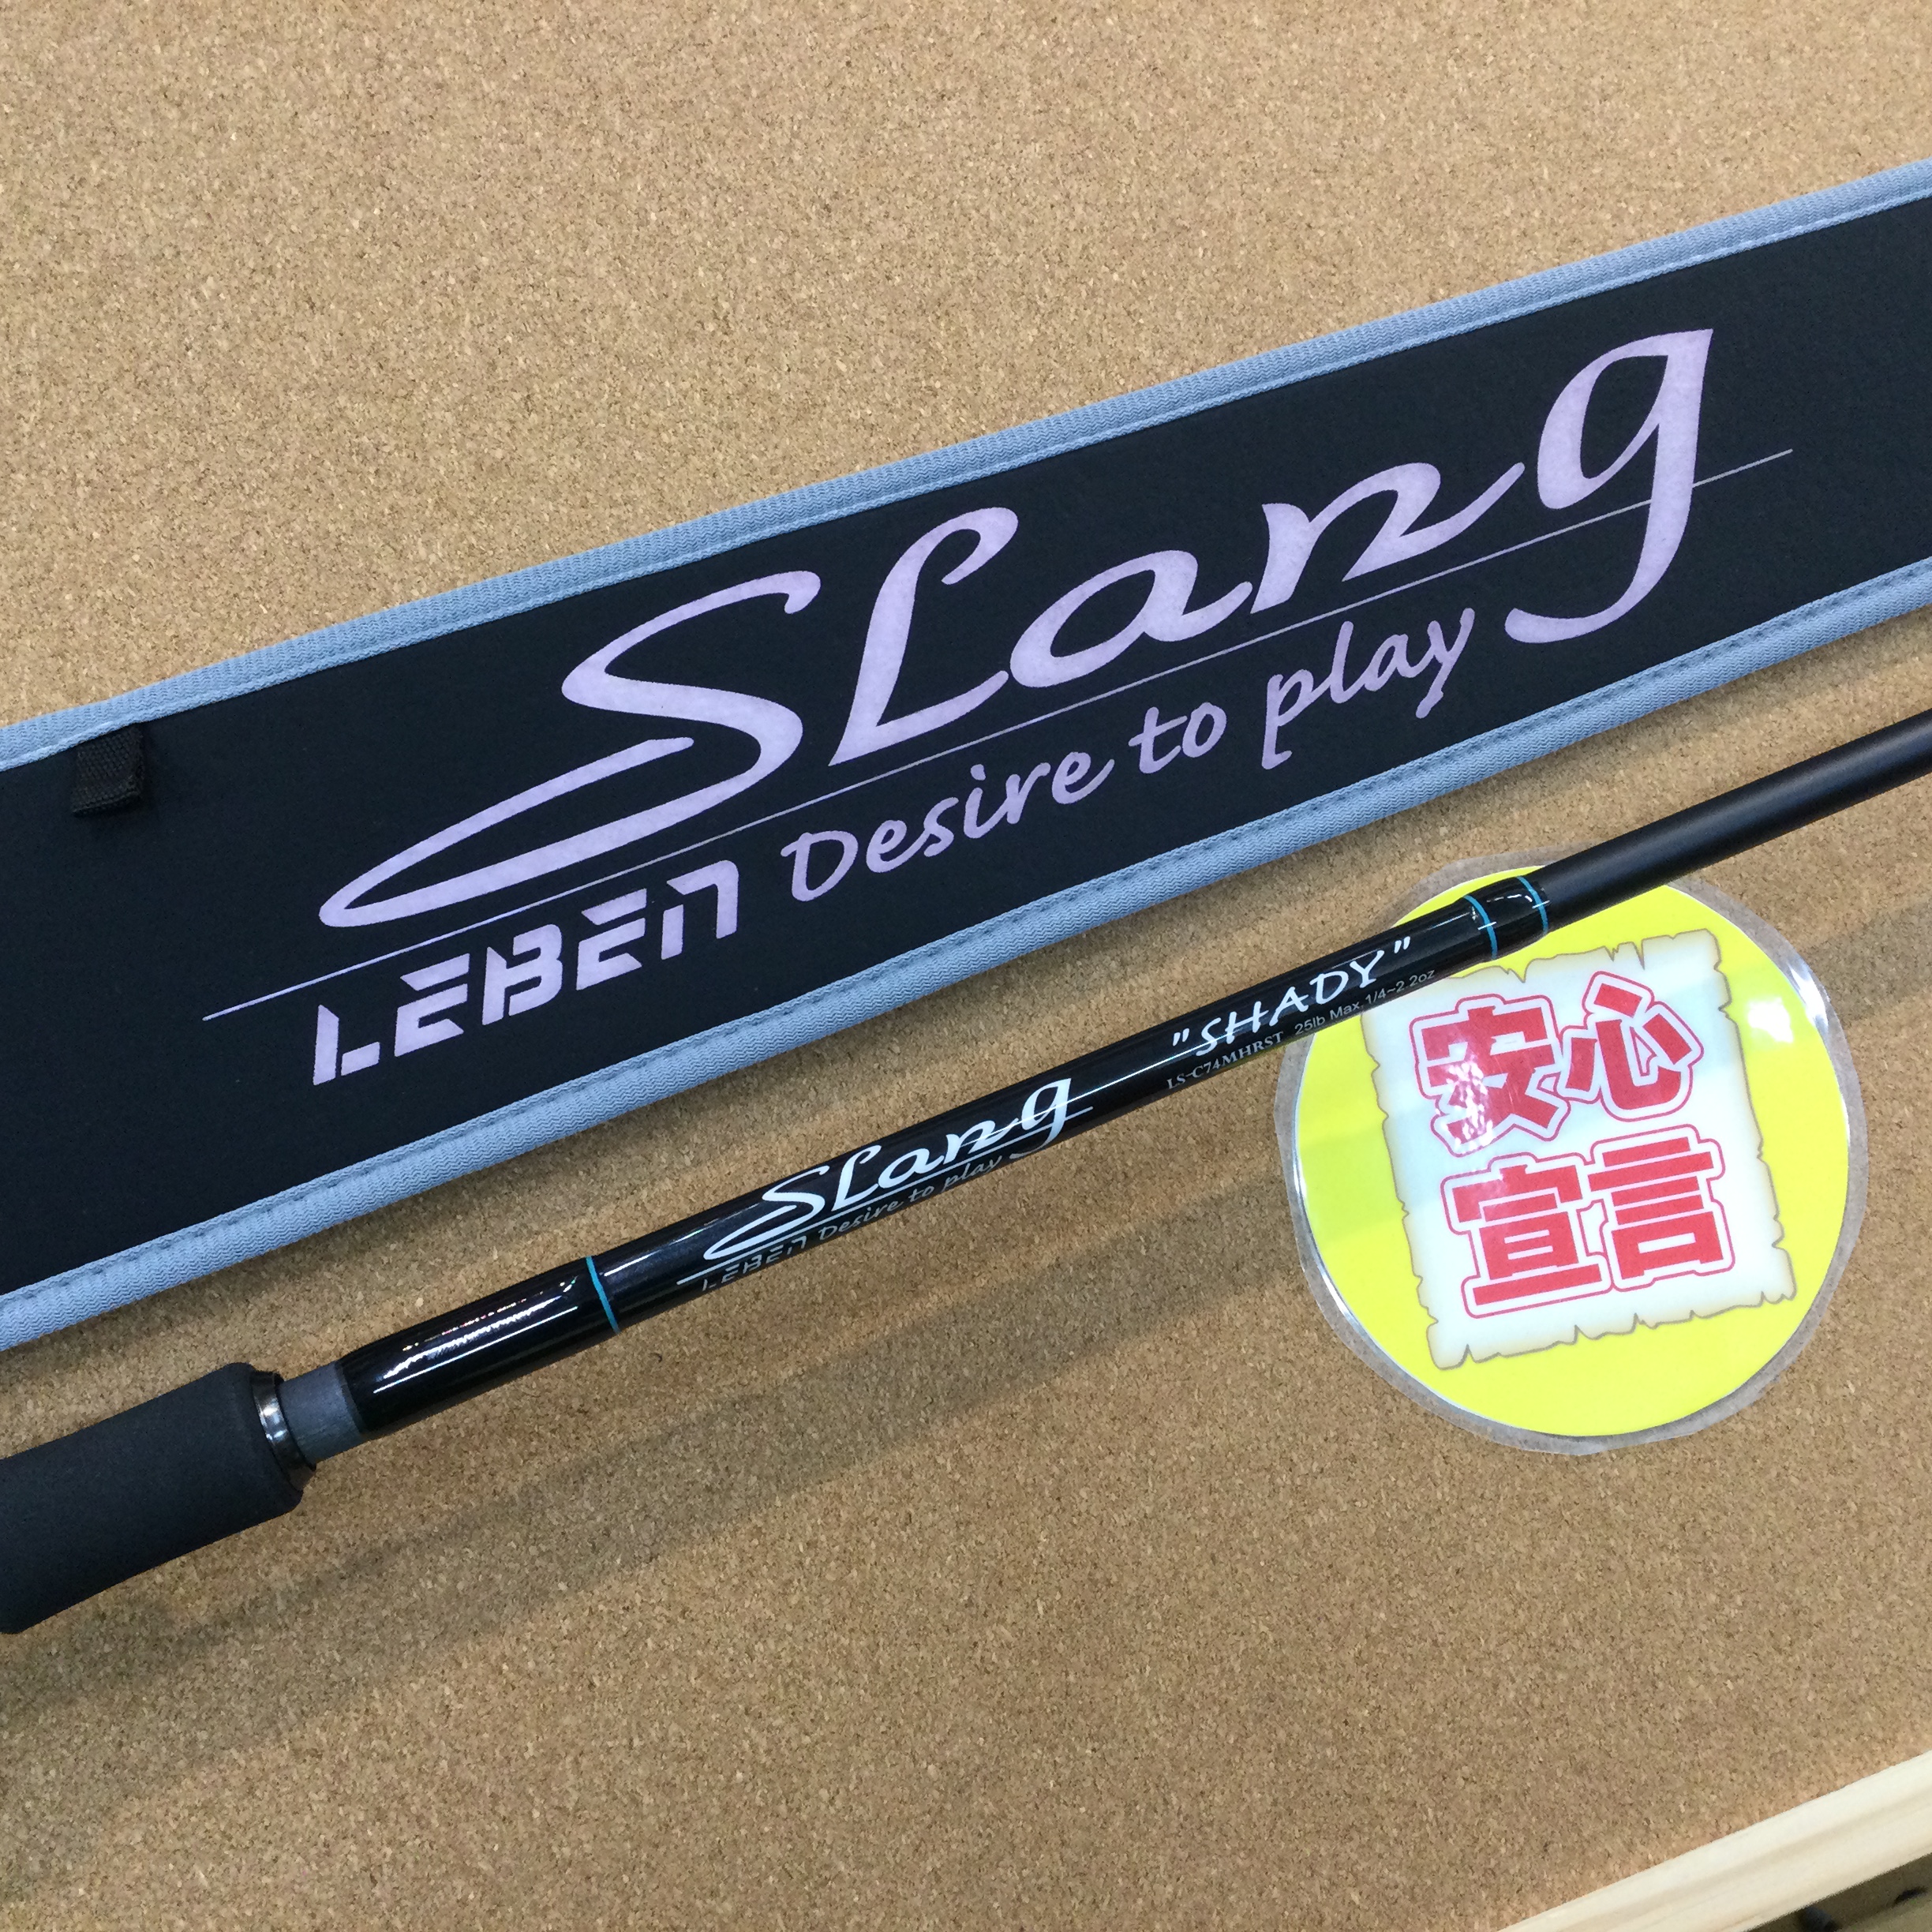 SLang
LEBEN Desire to play
SLang
LEBEN Desire to play
"SHADY"
LS-C74MHRST 25lb Max. 1/4~2.2oz
安心
宣言